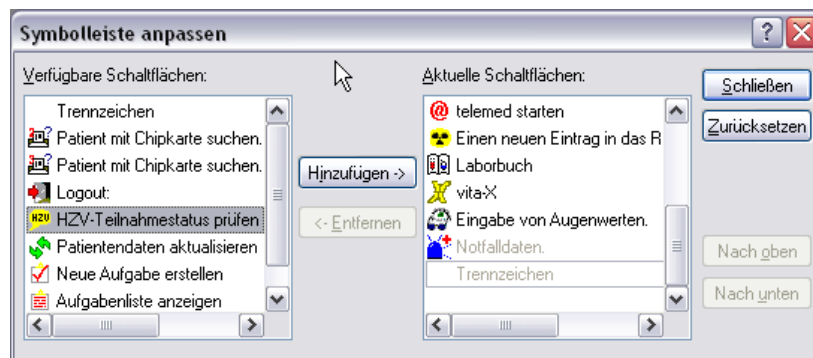 Symbolleiste anpassen
Verfügbare Schaltflächen:
Trennzeichen
Patient mit Chipkarte suchen.
Patient mit Chipkarte suchen.
Logout:
HZV HZV-Teilnahmestatus prüfen
Patientendaten aktualisieren
Neue Aufgabe erstellen
Aufgabenliste anzeigen
Hinzufügen ->
<- Entfernen
Aktuelle Schaltflächen:
@ telemed starten
Einen neuen Eintrag in das R
Laborbuch
vita-X
Eingabe von Augenwerten.
Notfalldaten.
Trennzeichen
Schließen
Zurücksetzen
Nach oben
Nach unten